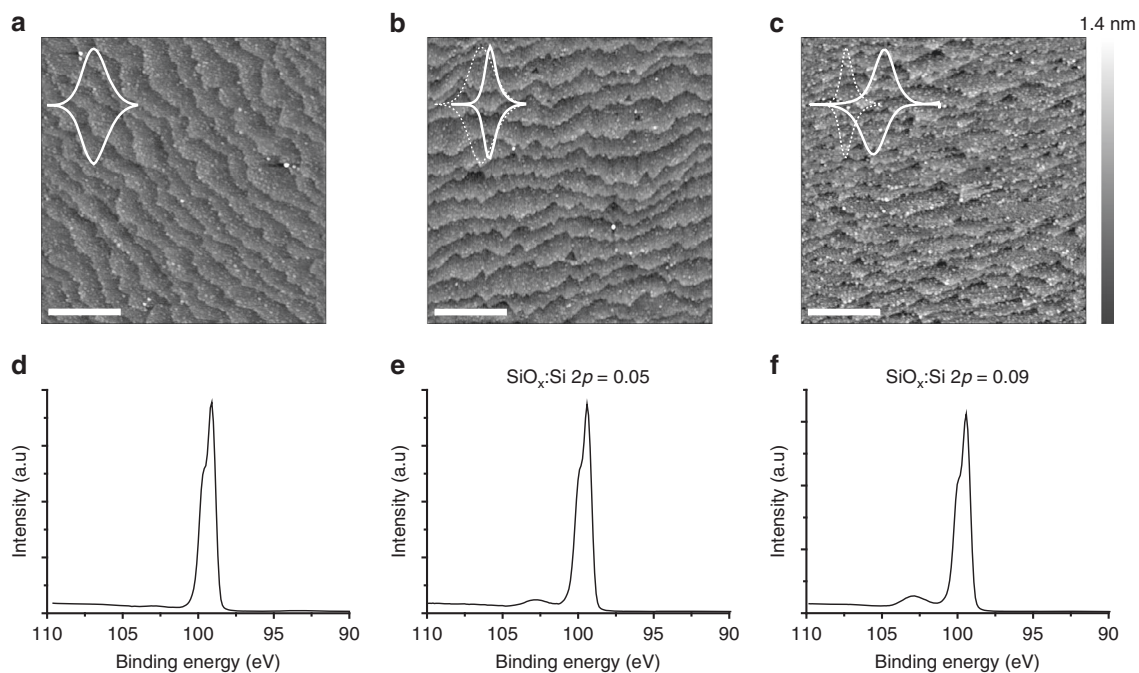 a
b
c
1.4 nm
d
e
f
SiOx:Si 2p = 0.05
SiOx:Si 2p = 0.09
Intensity (a.u)
Intensity (a.u)
Intensity (a.u)
110 105 100 95 90
110 105 100 95 90
110 105 100 95 90
Binding energy (eV)
Binding energy (eV)
Binding energy (eV)